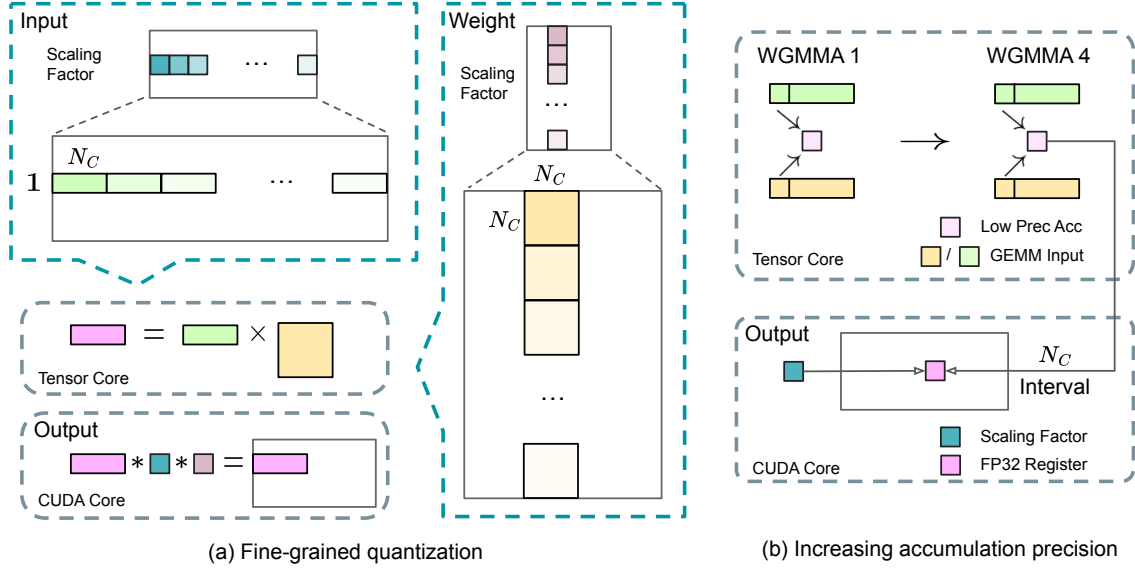 Input
Scaling
Factor
...
N_C
1
...
Weight
Scaling
Factor
...
N_C
N_C
...
= ×
Tensor Core
Output
* * =
CUDA Core
(a) Fine-grained quantization
WGMMA 1
WGMMA 4
Low Prec Acc
/ GEMM Input
Tensor Core
Output
N_C
Interval
Scaling Factor
FP32 Register
CUDA Core
(b) Increasing accumulation precision